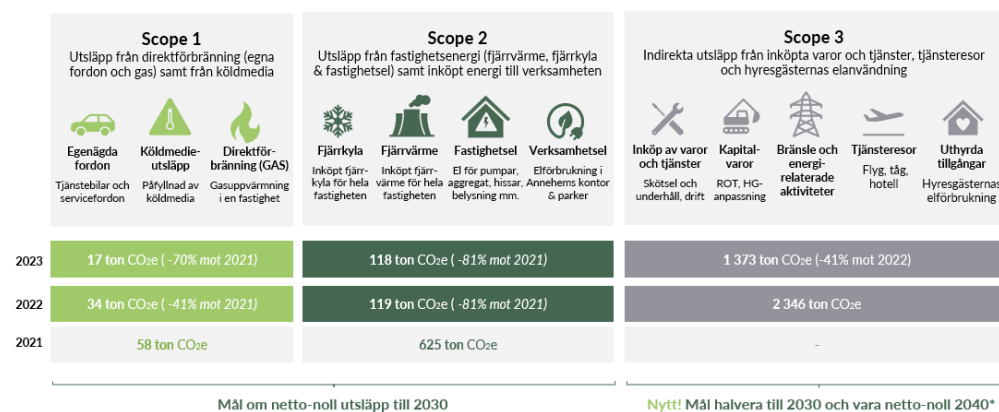 Scope 1
Utsläpp från direktförbränning (egna
fordon och gas) samt från köldmedia
Egenägda
fordon
Tjänstebilar och
servicefordon
Köldmedie-
utsläpp
Påfyllnad av
köldmedia
Direktför-
bränning (GAS)
Gasuppvärmning
i en fastighet
Scope 2
Utsläpp från fastighetsenergi (fjärrvärme, fjärrkyla
& fastighetsel) samt inköpt energi till verksamheten
Fjärrkyla
Inköpt fjärr-
kyla för hela
fastigheten
Fjärrvärme
Inköpt fjärr-
värme för hela
fastigheten
Fastighetsel
El för pumpar,
aggregat, hissar,
belysning mm.
Verksamhetsel
Elförbrukning i
Annehems kontor
& parker
Scope 3
Indirekta utsläpp från inköpta varor och tjänster, tjänsteresor
och hyresgästernas elanvändning
Inköp av varor
och tjänster
Skötsel och
underhåll, drift
Kapital-
varor
ROT, HG-
anpassning
Bränsle och
energi-
relaterade
aktiviteter
Tjänsteresor
Flyg, tåg,
hotell
Uthyrda
tillgångar
Hyresgästernas
elförbrukning
2023
17 ton CO2e ( -70% mot 2021)
118 ton CO2e ( -81% mot 2021)
1 373 ton CO2e (-41% mot 2022)
2022
34 ton CO2e ( -41% mot 2021)
119 ton CO2e ( -81% mot 2021)
2 346 ton CO2e
2021
58 ton CO2e
625 ton CO2e
-
Mål om netto-noll utsläpp till 2030
Nytt! Mål halvera till 2030 och vara netto-noll 2040*